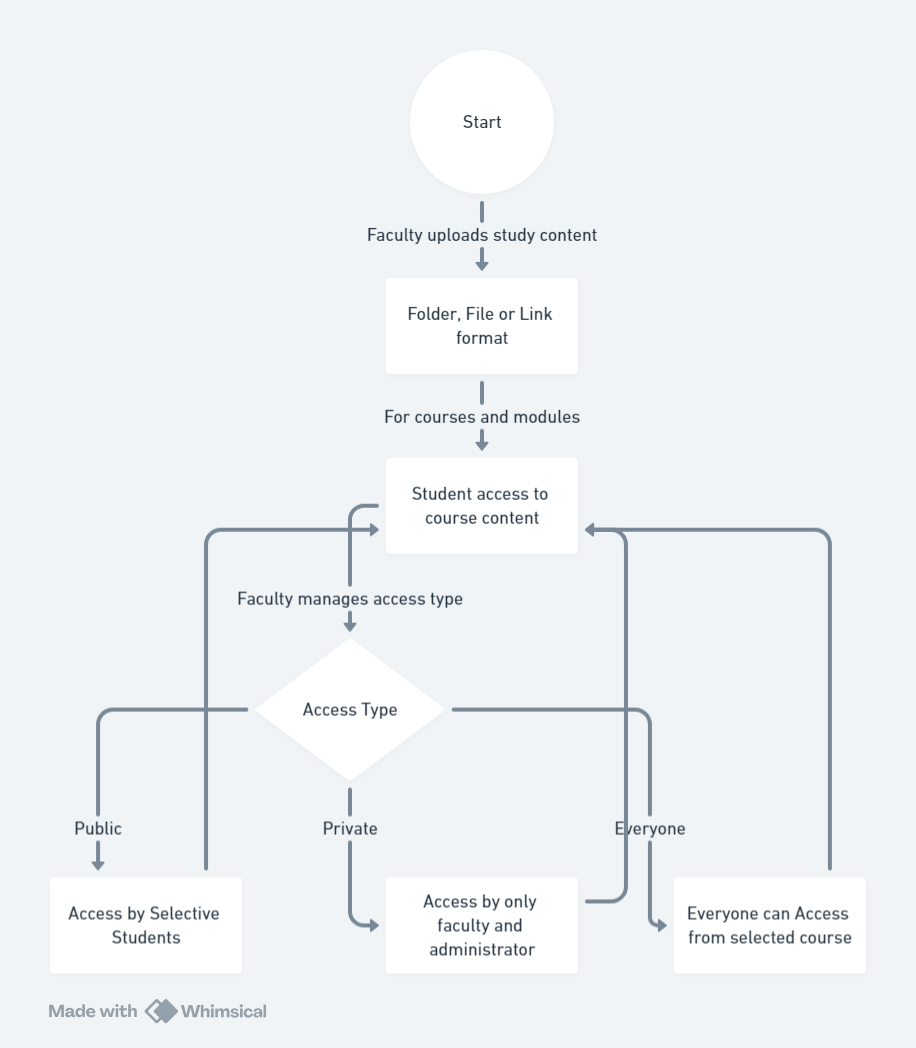 Start
Faculty uploads study content
Folder, File or Link
format
For courses and modules
Student access to
course content
Faculty manages access type
Access Type
Public
Private
Everyone
Access by Selective
Students
Access by only
faculty and
administrator
Everyone can Access
from selected course
Made with Whimsical